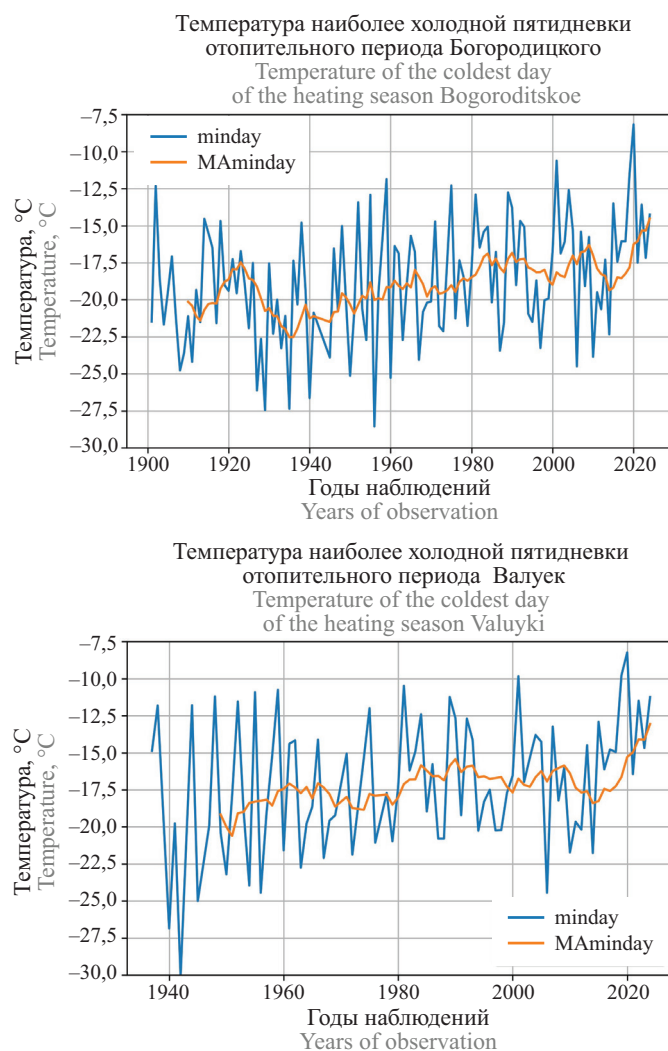 Температура наиболее холодной пятидневки
отопительного периода Богородицкого
Temperature of the coldest day
of the heating season Bogoroditskoe
–7,5
minday
–10,0
MAminday
–12,5
–15,0
–17,5
–20,0
–22,5
–25,0
–27,5
–30,0
Температура, °C
Temperature, °C
1900 1920 1940 1960 1980 2000 2020
Годы наблюдений
Years of observation
Температура наиболее холодной пятидневки
отопительного периода Валуек
Temperature of the coldest day
of the heating season Valuyki
–7,5
–10,0
–12,5
–15,0
–17,5
–20,0
–22,5
–25,0
–27,5
–30,0
Температура, °C
Temperature, °C
minday
MAminday
1940 1960 1980 2000 2020
Годы наблюдений
Years of observation